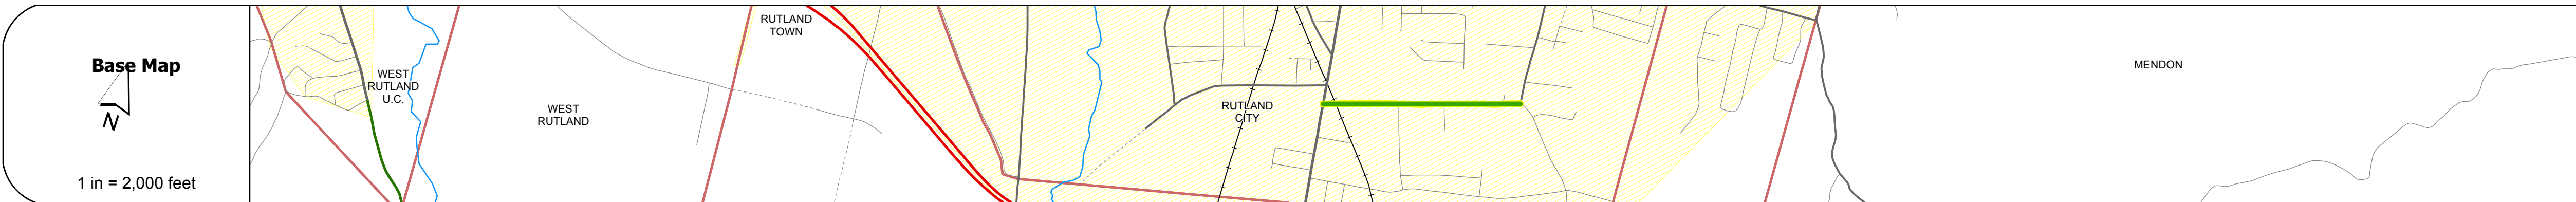 Base Map
N
1 in = 2,000 feet
WEST
RUTLAND
U.C.
WEST
RUTLAND
RUTLAND
TOWN
RUTLAND
CITY
MENDON